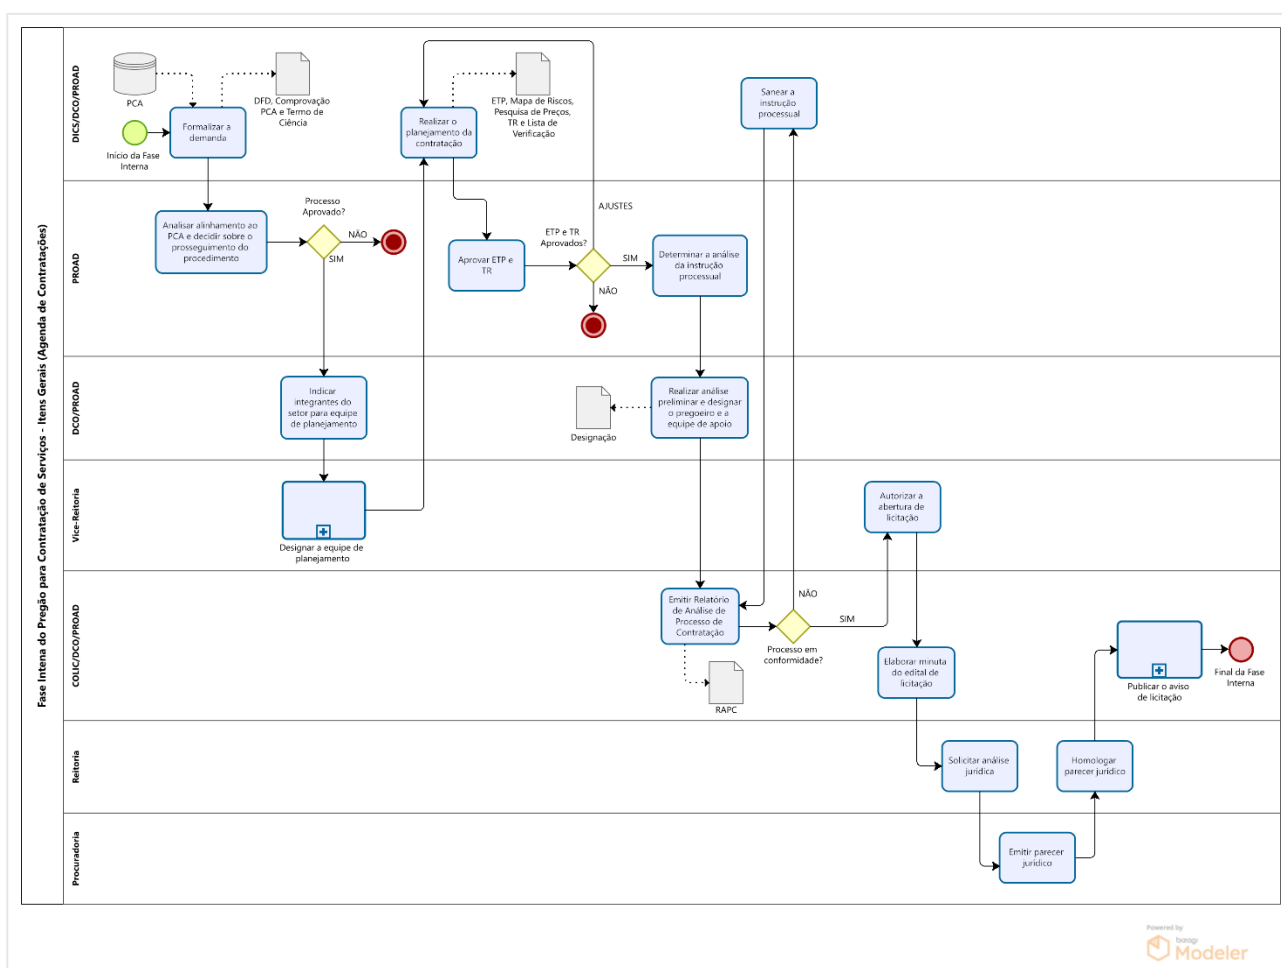 Fase Intena do Pregão para Contratação de Serviços - Itens Gerais (Agenda de Contratações)
DICS/DCO/PROAD
PCA
DFD, Comprovação
PCA e Termo de
Ciência
Início da Fase
Interna
Formalizar a
demanda
Realizar o
planejamento da
contratação
ETP, Mapa de Riscos,
Pesquisa de Preços,
TR e Lista de
Verificação
Sanear a
instrução
processual
PROAD
Analisar alinhamento ao
PCA e decidir sobre o
prosseguimento do
procedimento
Processo
Aprovado?
NÃO
SIM
Aprovar ETP e
TR
ETP e TR
Aprovados?
AJUSTES
SIM
NÃO
Determinar a análise
da instrução
processual
DCO/PROAD
Indicar
integrantes do
setor para equipe
de planejamento
Designação
Realizar análise
preliminar e designar
o pregoeiro e a
equipe de apoio
Vice-Reitoria
Designar a equipe de
planejamento
Autorizar a
abertura de
licitação
COLIC/DCO/PROAD
Emitir Relatório
de Análise de
Processo de
Contratação
RAPC
NÃO
SIM
Processo em
conformidade?
Elaborar minuta
do edital de
licitação
Publicar o aviso
de licitação
Final da Fase
Interna
Reitoria
Solicitar análise
jurídica
Homologar
parecer jurídico
Procuradoria
Emitir parecer
jurídico
Powered by
bizagi
Modeler